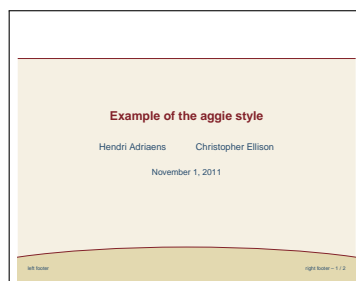 Example of the aggie style
Hendri Adriaens Christopher Ellison
November 1, 2011
left footer right footer – 1 / 2